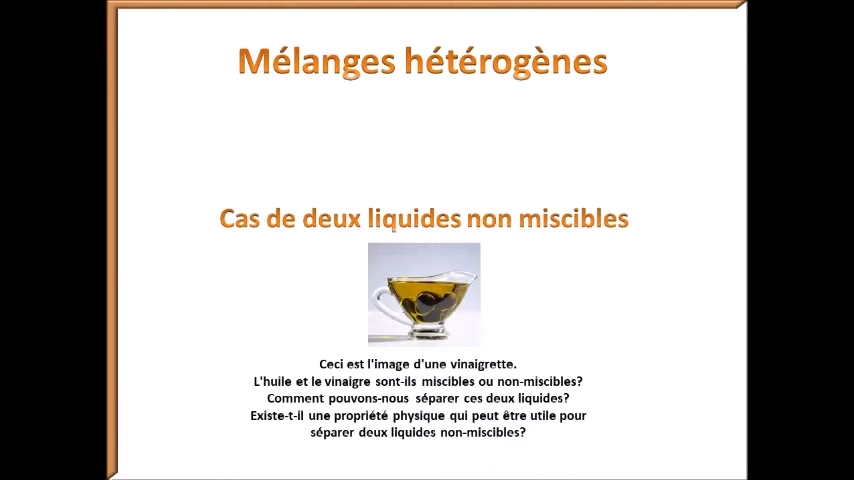 Mélanges hétérogènes
Cas de deux liquides non miscibles
Ceci est l'image d'une vinaigrette.
L'huile et le vinaigre sont-ils miscibles ou non-miscibles?
Comment pouvons-nous séparer ces deux liquides?
Existe-t-il une propriété physique qui peut être utile pour
séparer deux liquides non-miscibles?